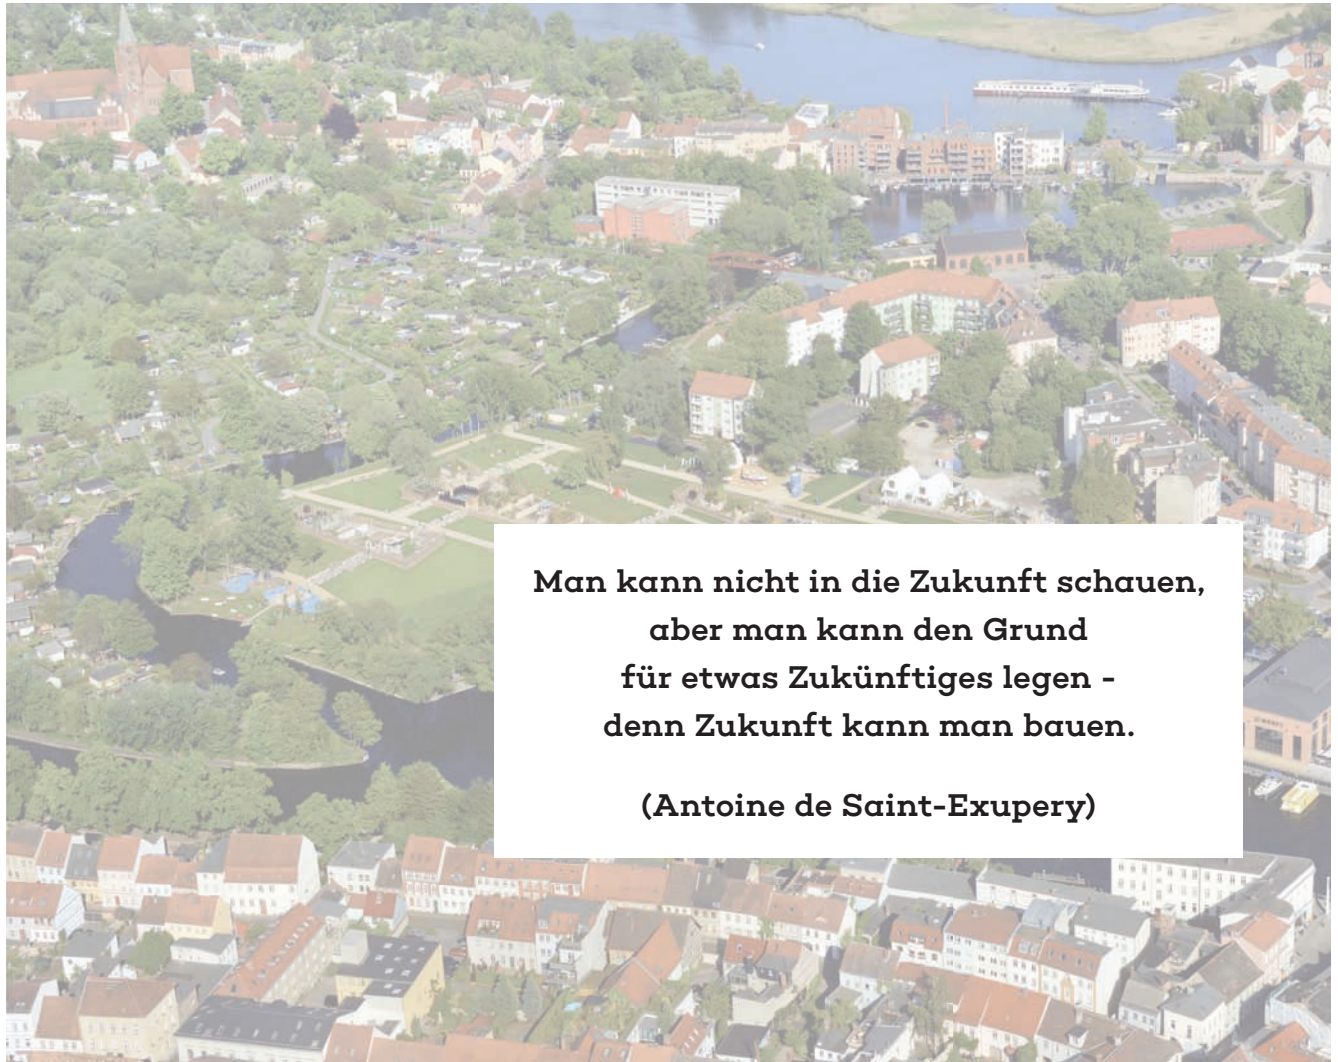 Man kann nicht in die Zukunft schauen,
aber man kann den Grund
für etwas Zukünftiges legen -
denn Zukunft kann man bauen.
(Antoine de Saint-Exupery)